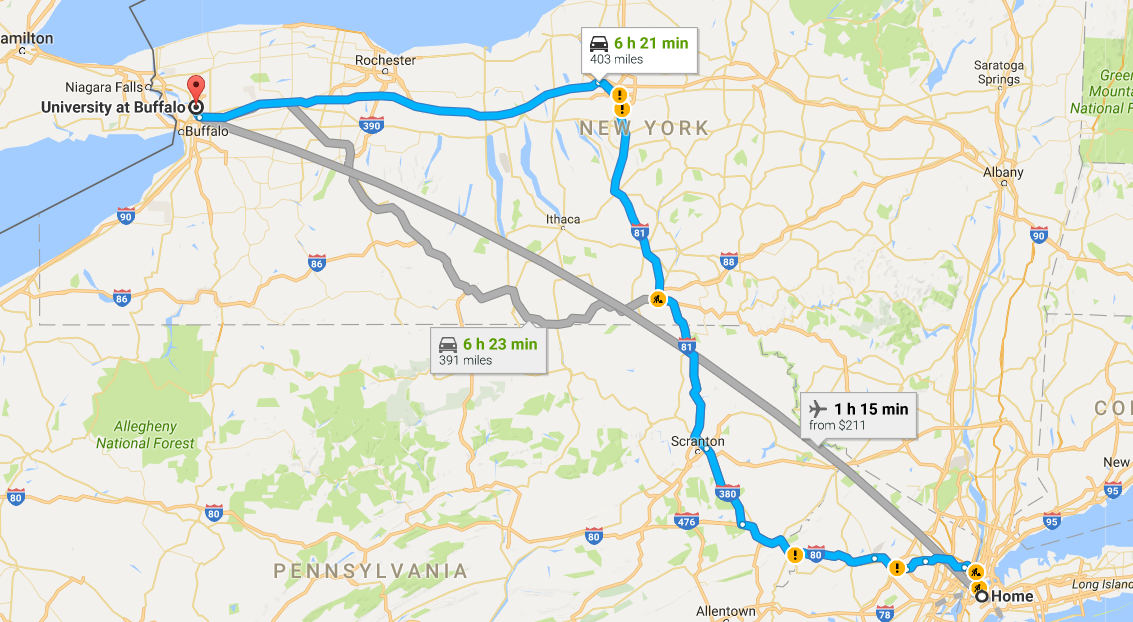 amilton
6 h 21 min
403 miles
Rochester
Saratoga
Springs
Niagara Falls
Green
Mounta
National F
University at Buffalo
Buffalo
390
NEW YORK
Albany
90
Ithaca
81
90
86
88
86
6 h 23 min
391 miles
81
1 h 15 min
from $211
CO
Allegheny
National Forest
Scranton
New
80
380
95
80
476
95
80
80
PENNSYLVANIA
Long Island
Home
Allentown
78